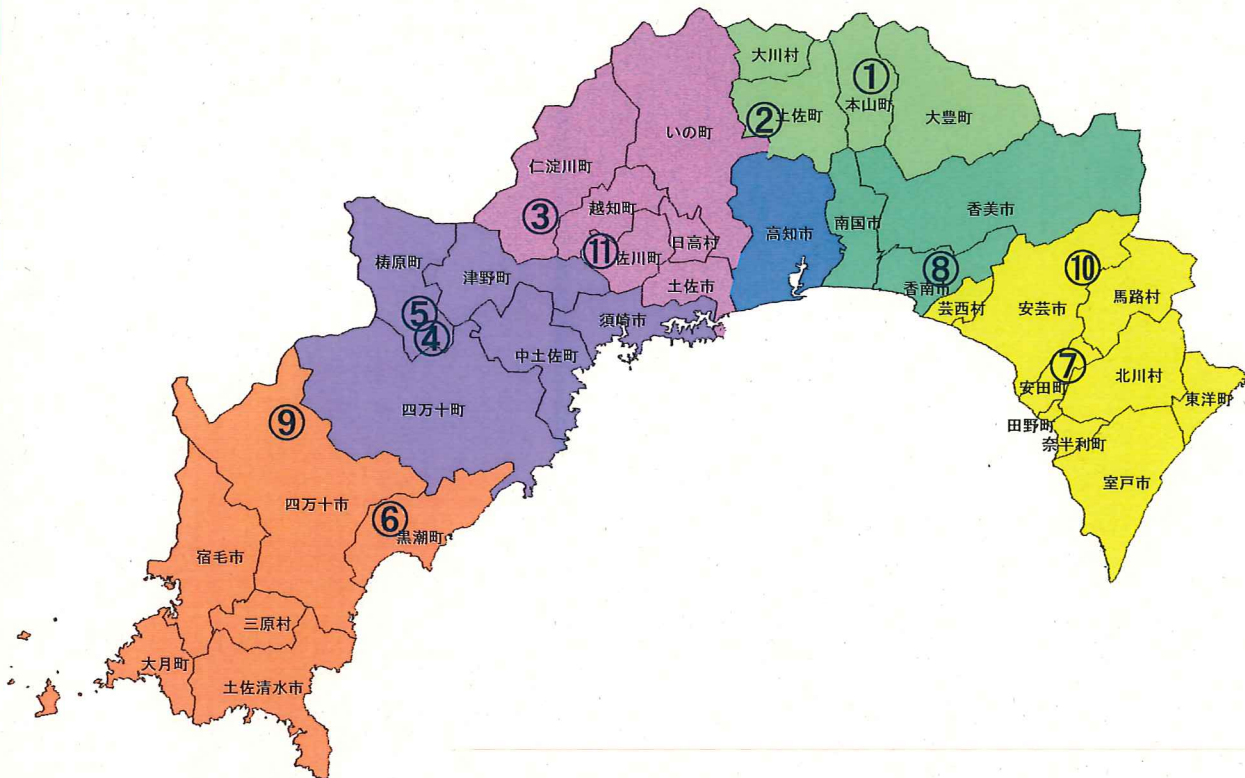 大川村
①
本山町
②
土佐町
大豊町
いの町
仁淀川町
③
越知町
⑪
佐川町
日高村
土佐市
高知市
南国市
香美市
⑧
香南市
⑩
芸西村
安芸市
馬路村
⑦
安田町
北川村
田野町
奈半利町
東洋町
室戸市
梼原町
津野町
⑤
④
須崎市
中土佐町
四万十町
⑨
四万十市
⑥
黒潮町
宿毛市
三原村
大月町
土佐清水市